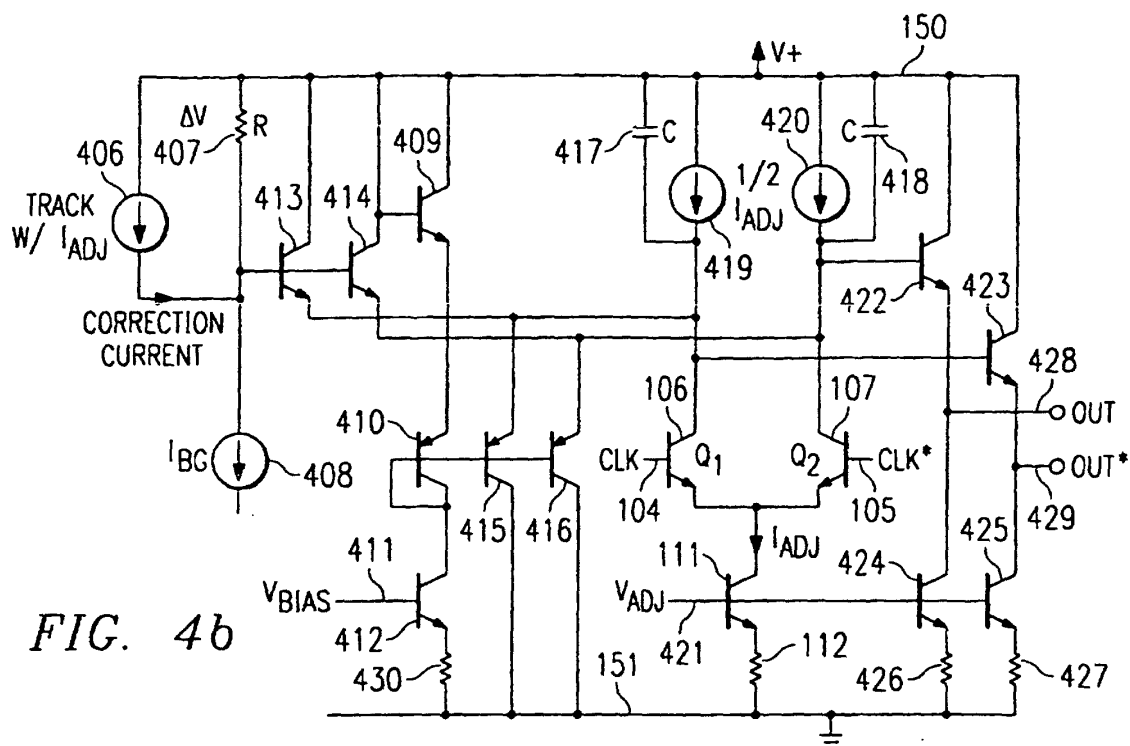 150
V+
ΔV
406
407
R
409
417
C
420
C
418
413
414
1/2
I_ADJ
TRACK
W/ I_ADJ
419
422
423
CORRECTION
CURRENT
428
106
107
OUT
410
I_BG
408
CLK
Q1
Q2
CLK*
OUT*
104
105
429
415
416
I_ADJ
411
111
424
425
V_BIAS
V_ADJ
FIG. 4b
412
421
112
426
427
430
151